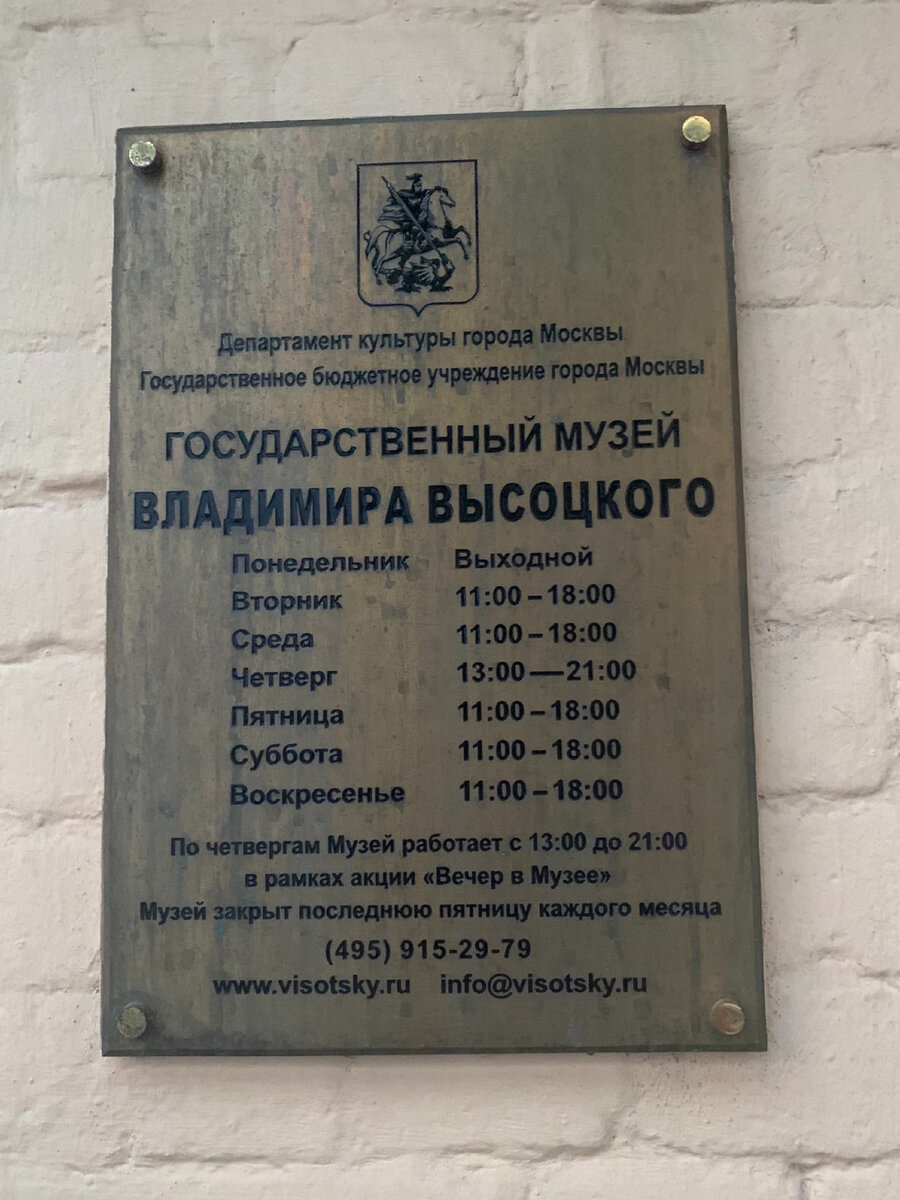 Департамент культуры города Москвы
Государственное бюджетное учреждение города Москвы
ГОСУДАРСТВЕННЫЙ МУЗЕЙ
ВЛАДИМИРА ВЫСОЦКОГО
Понедельник Выходной
Вторник 11:00 – 18:00
Среда 11:00 – 18:00
Четверг 13:00 — 21:00
Пятница 11:00 – 18:00
Суббота 11:00 – 18:00
Воскресенье 11:00 – 18:00
По четвергам Музей работает с 13:00 до 21:00
в рамках акции «Вечер в Музее»
Музей закрыт последнюю пятницу каждого месяца
(495) 915-29-79
www.visotsky.ru info@visotsky.ru